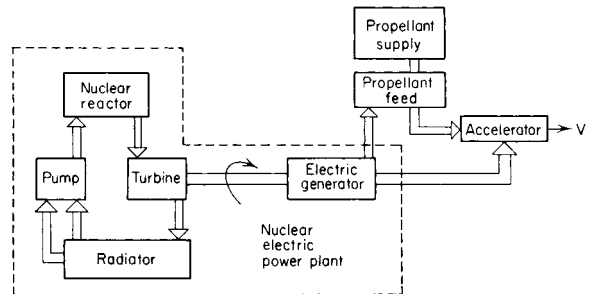 Propellant
supply
Nuclear
reactor
Propellant
feed
Accelerator
V
Pump
Turbine
Electric
generator
Nuclear
electric
power plant
Radiator